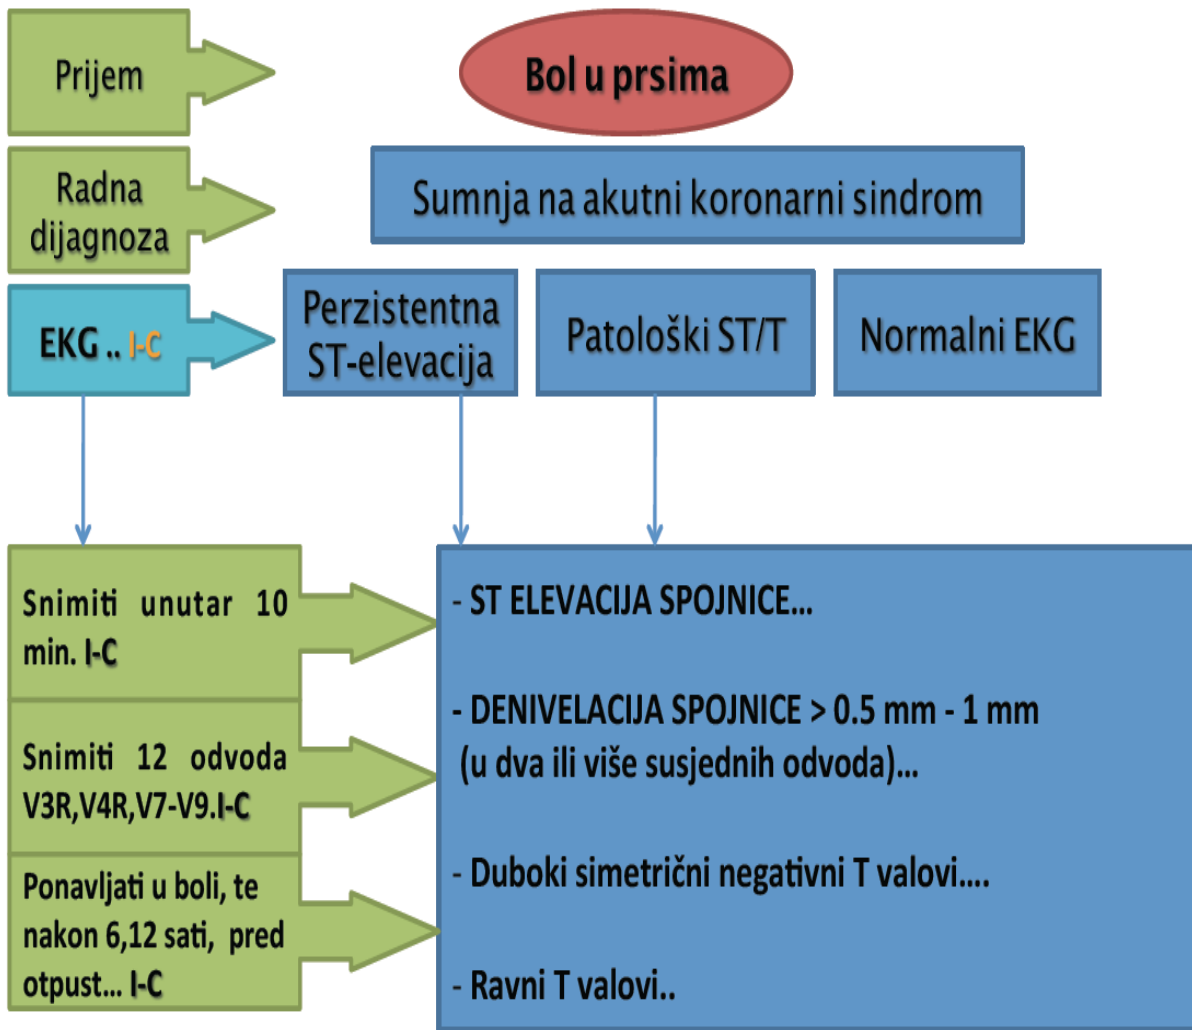 Prijem
Bol u prsima
Radna
dijagnoza
Sumnja na akutni koronarni sindrom
EKG .. I-C
Perzistentna
ST-elevacija
Patološki ST/T
Normalni EKG
Snimiti unutar 10
min. I-C
Snimiti 12 odvoda
V3R,V4R,V7-V9.I-C
Ponavljati u boli, te
nakon 6,12 sati, pred
otpust... I-C
- ST ELEVACIJA SPOJNICE...
- DENIVELACIJA SPOJNICE > 0.5 mm - 1 mm
(u dva ili više susjednih odvoda)...
- Duboki simetrični negativni T valovi....
- Ravni T valovi..